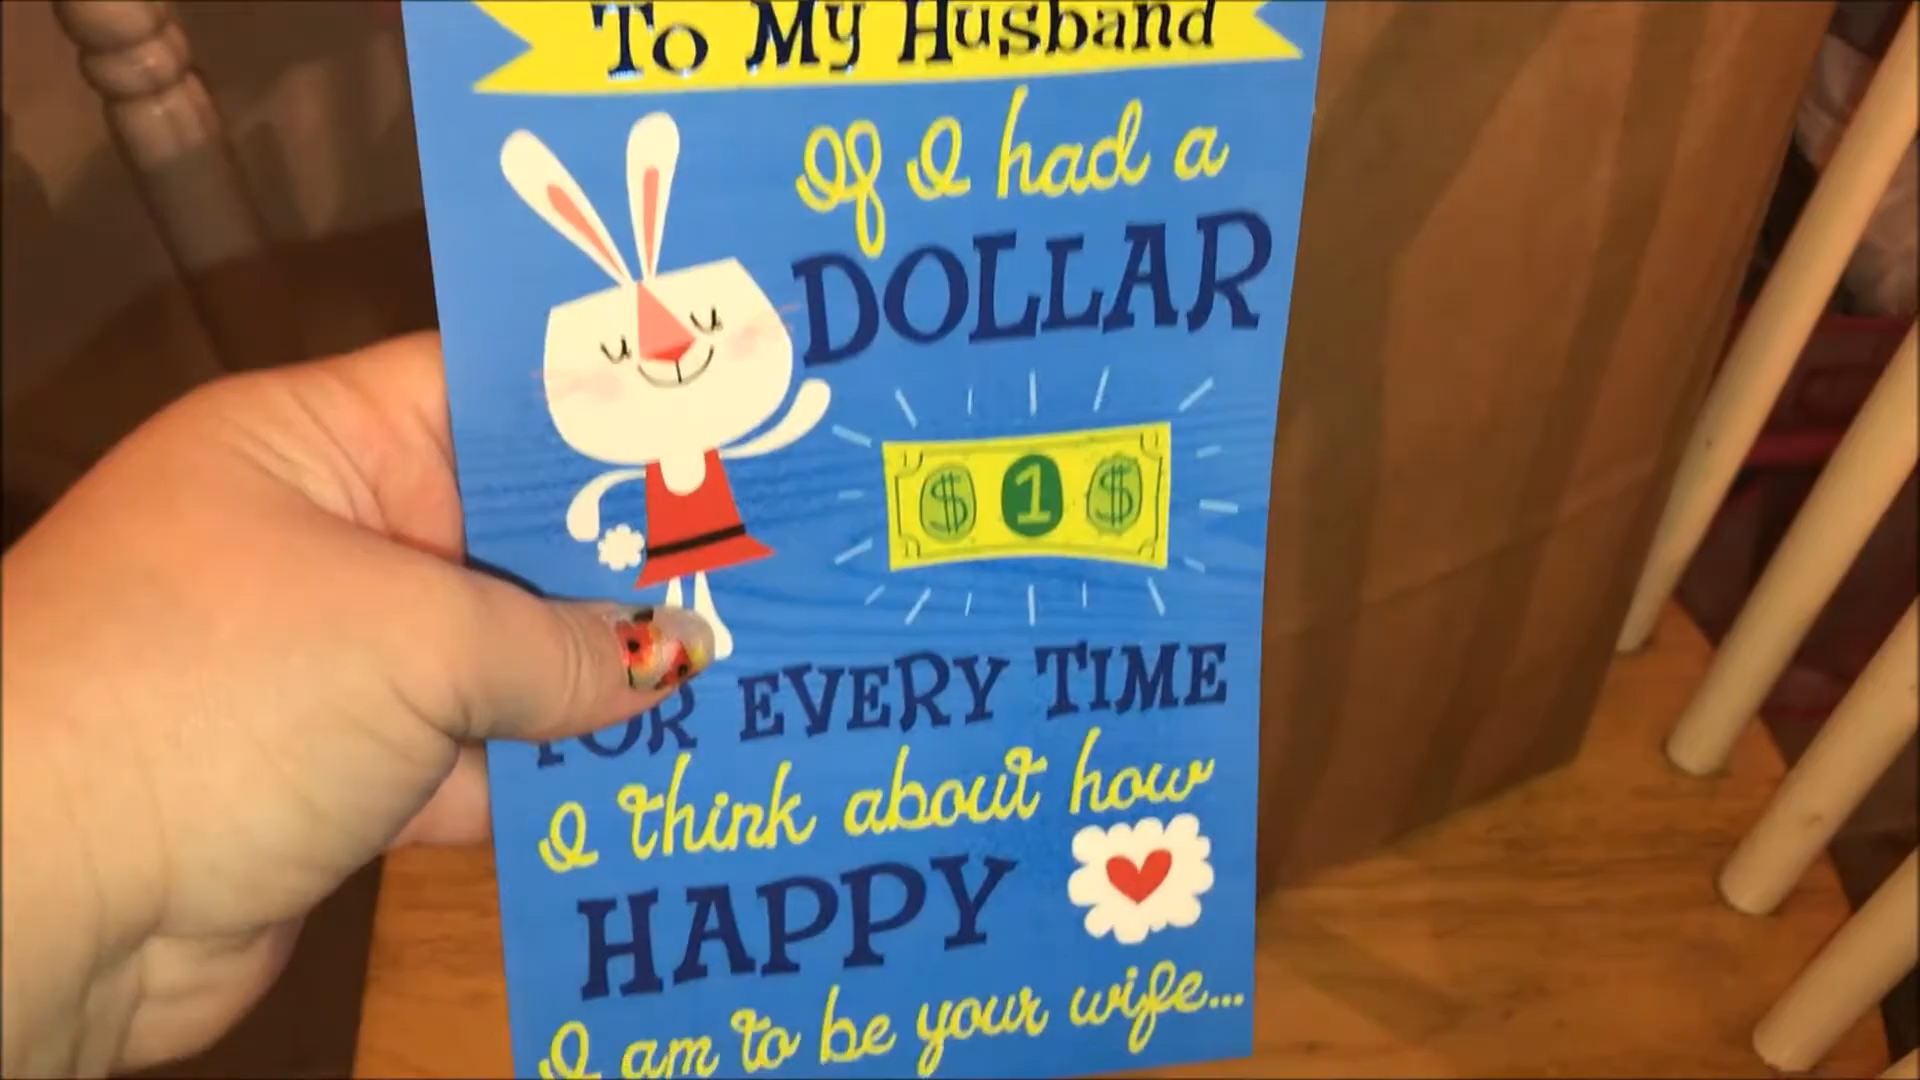 To My Husband
If I had a
DOLLAR
$ 1 $
FOR EVERY TIME
I think about how
HAPPY
I am to be your wife...